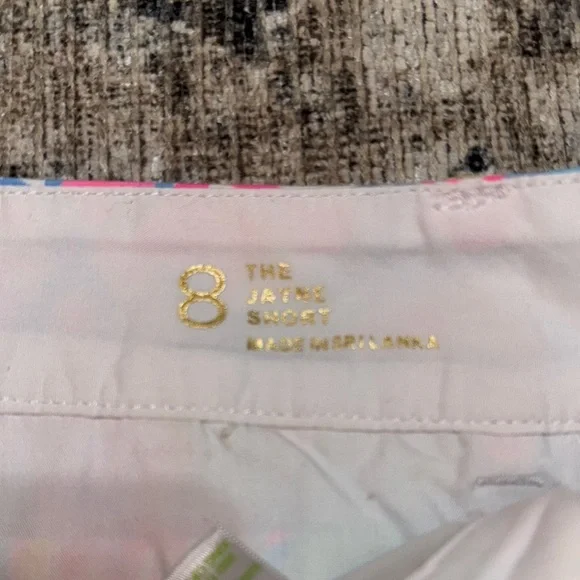 8
THE
JAYNE
SHORT
MADE IN SRI LANKA